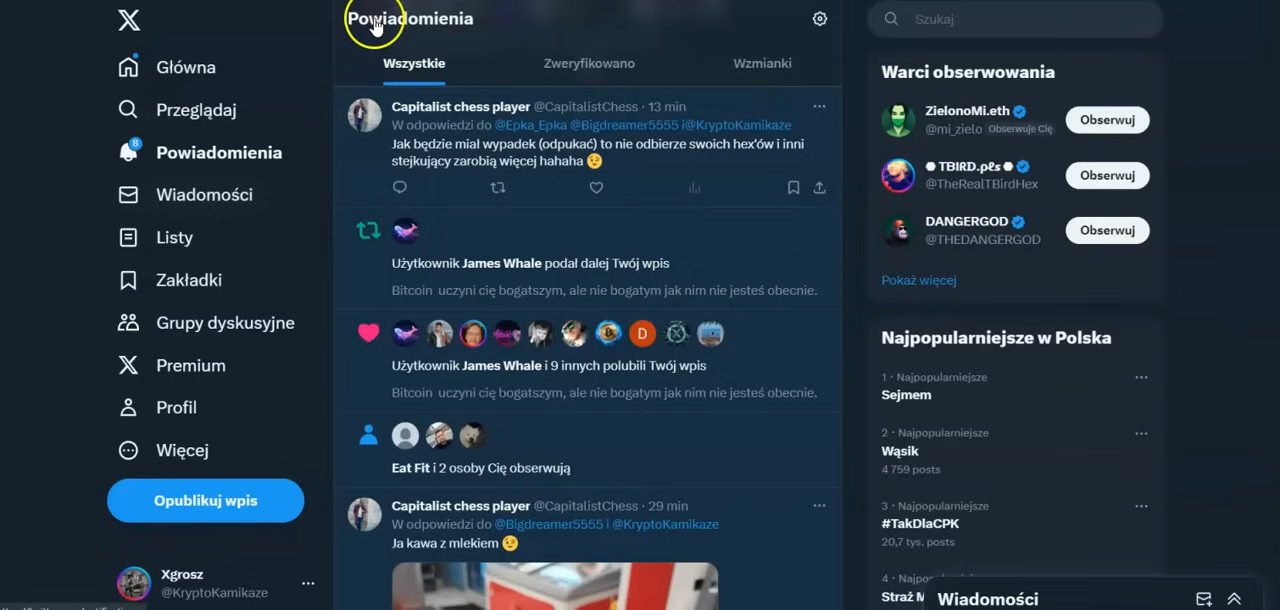 Główna
Przeglądaj
8
Powiadomienia
Wiadomości
Listy
Zakładki
Grupy dyskusyjne
Premium
Profil
Więcej
Opublikuj wpis
Xgrosz
@KryptoKamikaze
Powiadomienia
Wszystkie
Zweryfikowano
Wzmianki
Capitalist chess player @CapitalistChess · 13 min
W odpowiedzi do @Epka_Epka @Bigdreamer5555 i@KryptoKamikaze
Jak będzie miał wypadek (odpukać) to nie odbierze swoich hex'ów i inni
stejkujący zarobią więcej hahaha 😉
Użytkownik James Whale podał dalej Twój wpis
Bitcoin uczyni cię bogatszym, ale nie bogatym jak nim nie jesteś obecnie.
D
Użytkownik James Whale i 9 innych polubili Twój wpis
Bitcoin uczyni cię bogatszym, ale nie bogatym jak nim nie jesteś obecnie.
Eat Fit i 2 osoby Cię obserwują
Capitalist chess player @CapitalistChess · 29 min
W odpowiedzi do @Bigdreamer5555 i @KryptoKamikaze
Ja kawa z mlekiem 😉
Szukaj
Warci obserwowania
ZielonoMi.eth
@mi_zielo Obserwuje Cię
Obserwuj
TBIRD.pℓs
@TheRealTBirdHex
Obserwuj
DANGERGOD
@THEDANGERGOD
Obserwuj
Pokaż więcej
Najpopularniejsze w Polska
1 · Najpopularniejsze
Sejmem
2 · Najpopularniejsze
Wąsik
4 759 posts
3 · Najpopularniejsze
#TakDlaCPK
20,7 tys. posts
4 · Najpopularniejsze
Straż M
Wiadomości